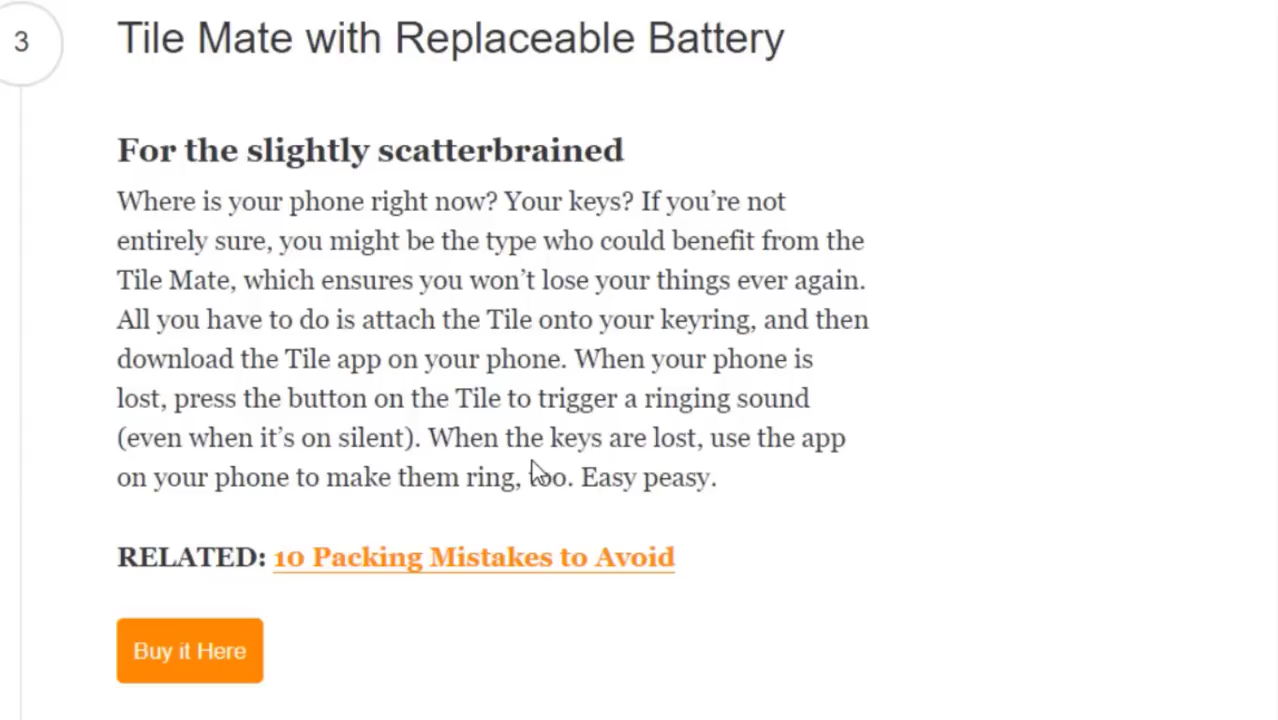 3
Tile Mate with Replaceable Battery
For the slightly scatterbrained
Where is your phone right now? Your keys? If you’re not
entirely sure, you might be the type who could benefit from the
Tile Mate, which ensures you won’t lose your things ever again.
All you have to do is attach the Tile onto your keyring, and then
download the Tile app on your phone. When your phone is
lost, press the button on the Tile to trigger a ringing sound
(even when it’s on silent). When the keys are lost, use the app
on your phone to make them ring, too. Easy peasy.
RELATED: 10 Packing Mistakes to Avoid
Buy it Here